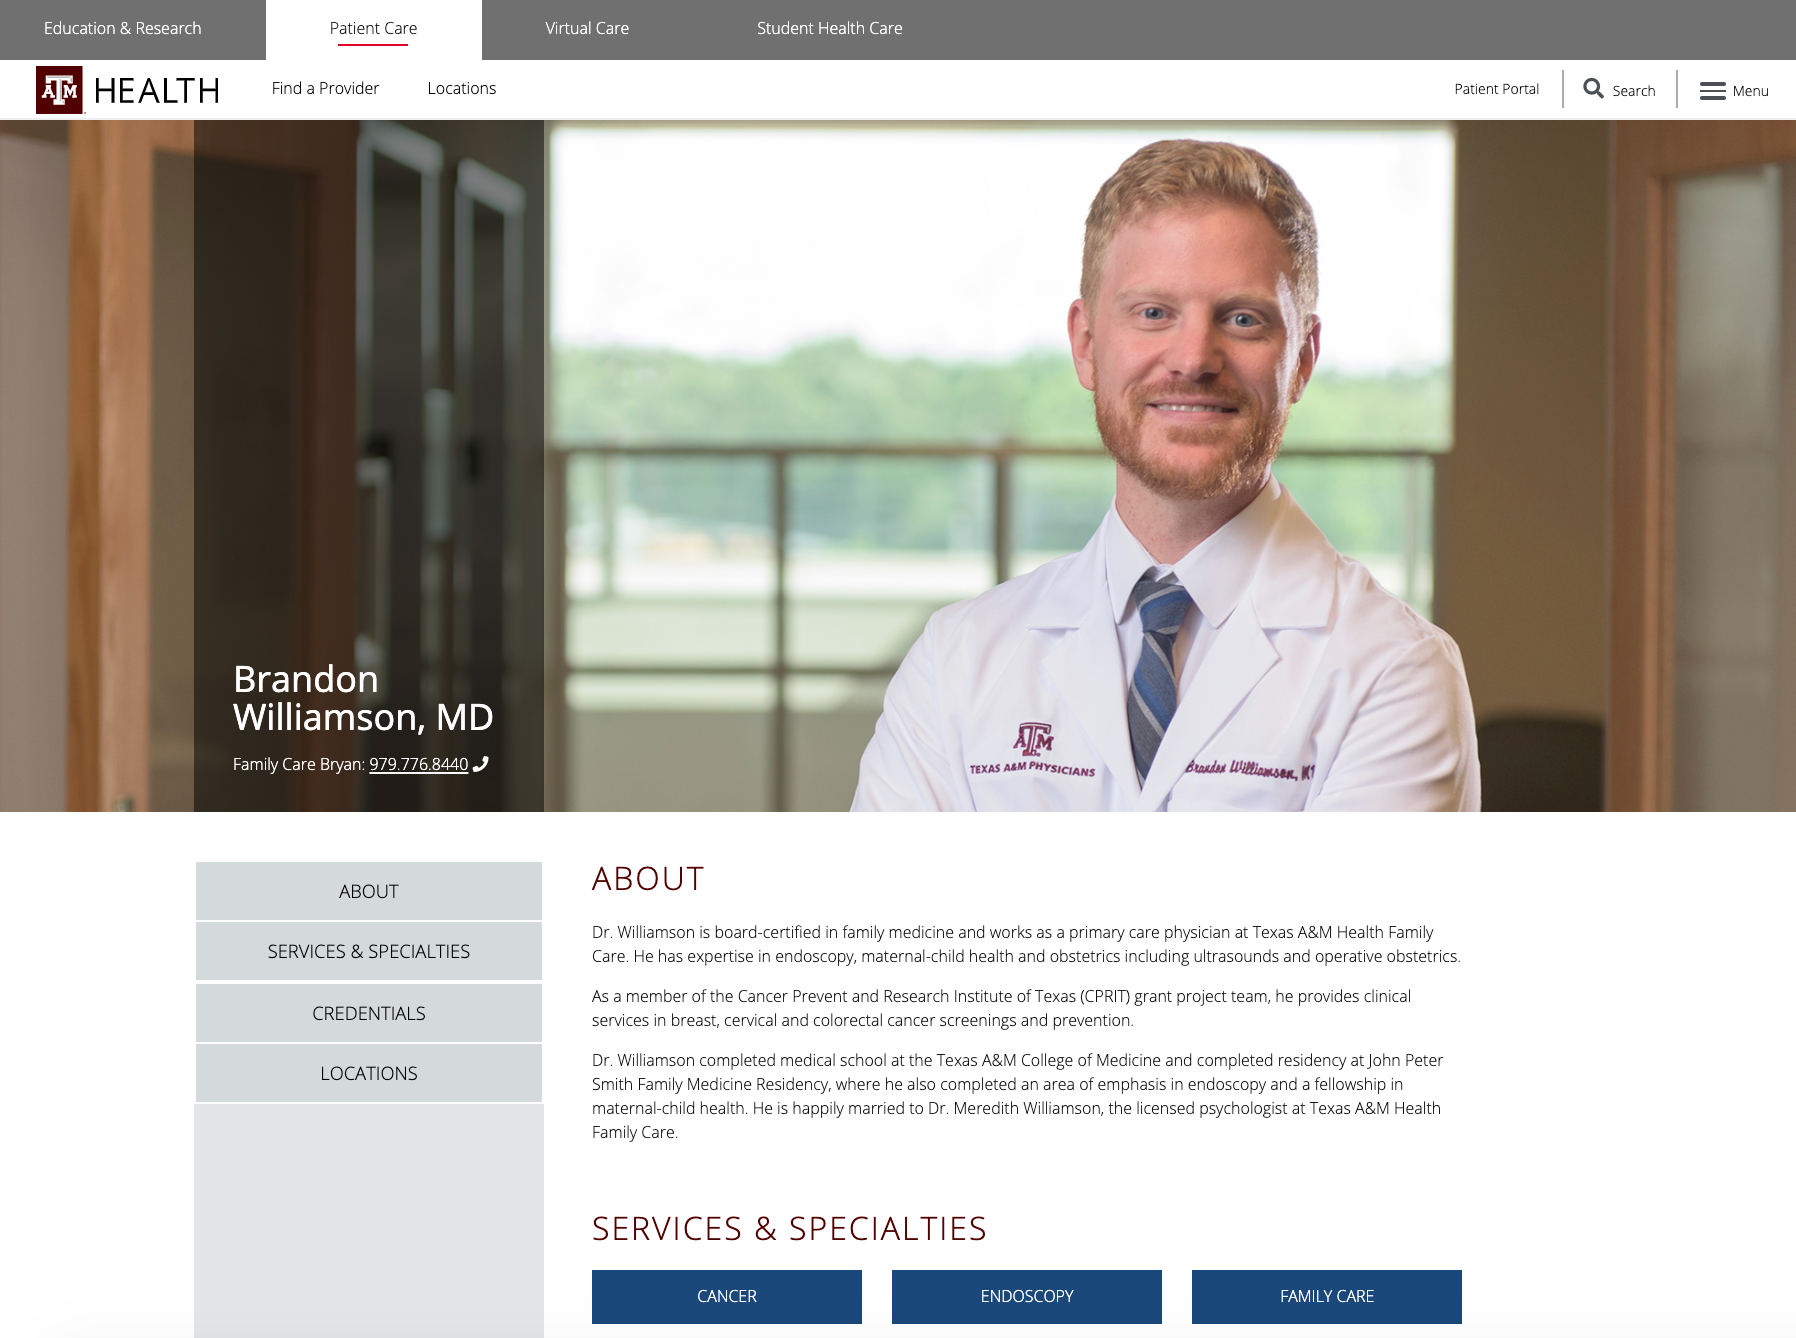 Education & Research
Patient Care
Virtual Care
Student Health Care
ATM HEALTH
Find a Provider
Locations
Patient Portal
Search
Menu
ATM
TEXAS A&M PHYSICIANS
Brandon Williamson, M
Brandon
Williamson, MD
Family Care Bryan: 979.776.8440
ABOUT
SERVICES & SPECIALTIES
CREDENTIALS
LOCATIONS
ABOUT
Dr. Williamson is board-certified in family medicine and works as a primary care physician at Texas A&M Health Family
Care. He has expertise in endoscopy, maternal-child health and obstetrics including ultrasounds and operative obstetrics.
As a member of the Cancer Prevent and Research Institute of Texas (CPRIT) grant project team, he provides clinical
services in breast, cervical and colorectal cancer screenings and prevention.
Dr. Williamson completed medical school at the Texas A&M College of Medicine and completed residency at John Peter
Smith Family Medicine Residency, where he also completed an area of emphasis in endoscopy and a fellowship in
maternal-child health. He is happily married to Dr. Meredith Williamson, the licensed psychologist at Texas A&M Health
Family Care.
SERVICES & SPECIALTIES
CANCER
ENDOSCOPY
FAMILY CARE